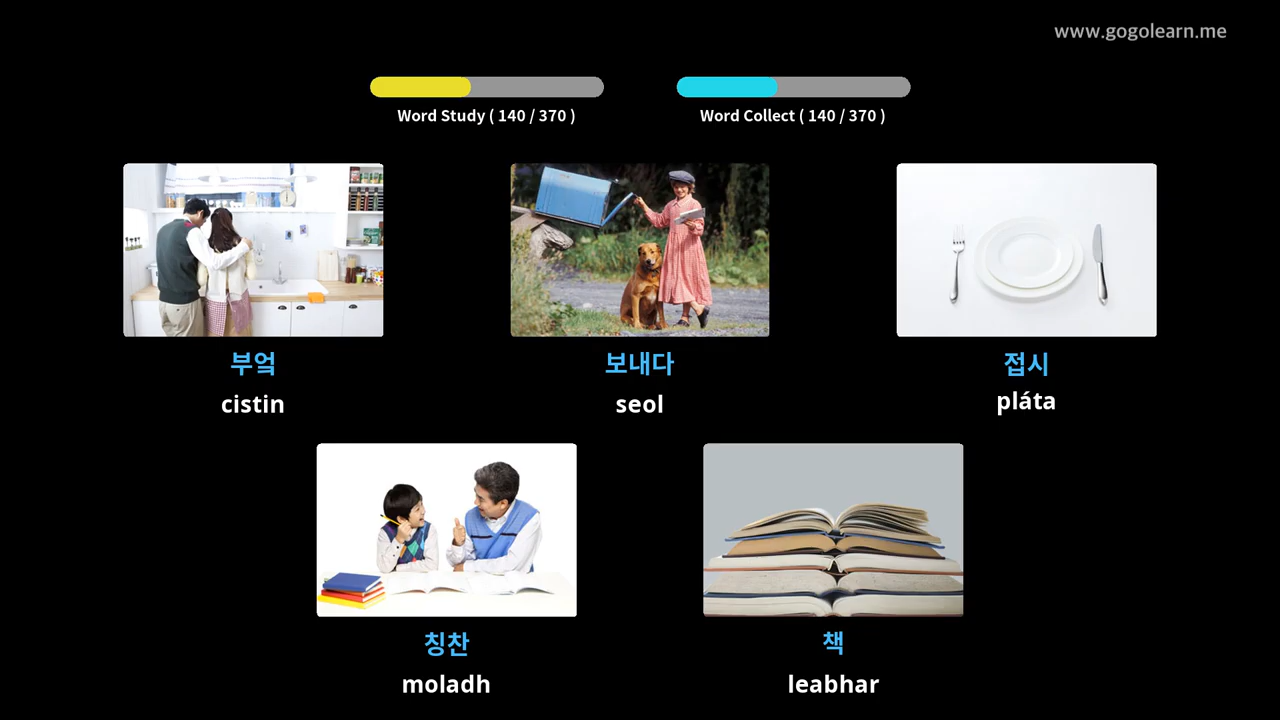 www.gogolearn.me
Word Study ( 140 / 370 )
Word Collect ( 140 / 370 )
부엌
보내다
접시
cistin
seol
pláta
칭찬
책
moladh
leabhar